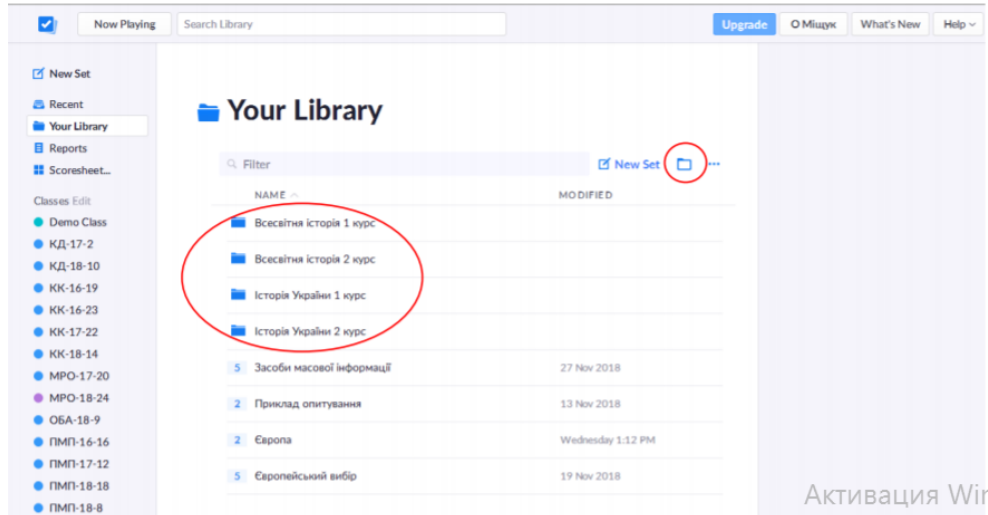 Now Playing Search Library Upgrade О Міщук What's New Help
New Set
Recent
Your Library
Reports
Scoresheet...
Classes Edit
Demo Class
КД-17-2
КД-18-10
КК-16-19
КК-16-23
КК-17-22
КК-18-14
МРО-17-20
МРО-18-24
ОБА-18-9
ПМП-16-16
ПМП-17-12
ПМП-18-18
ПМП-18-8
Your Library
Filter New Set
NAME MODIFIED
Всесвітня історія 1 курс
Всесвітня історія 2 курс
Історія України 1 курс
Історія України 2 курс
5 Засоби масової інформації 27 Nov 2018
2 Приклад опитування 13 Nov 2018
2 Європа Wednesday 1:12 PM
5 Європейський вибір 19 Nov 2018
Активация Wir